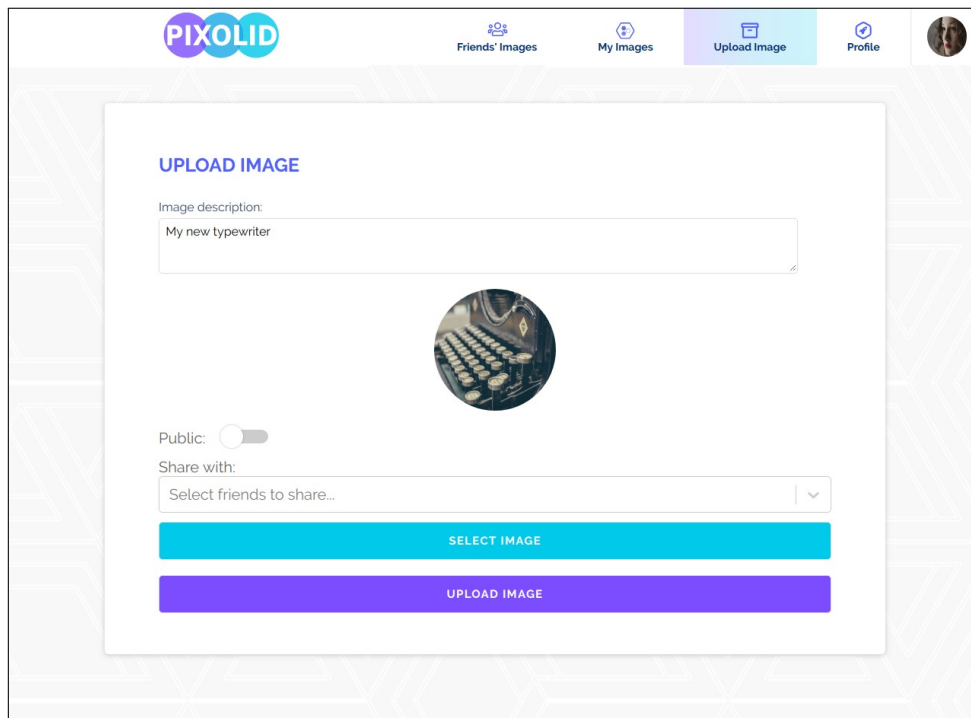 PIXOLID
Friends' Images
My Images
Upload Image
Profile
UPLOAD IMAGE
Image description:
My new typewriter
Public:
Share with:
Select friends to share...
SELECT IMAGE
UPLOAD IMAGE